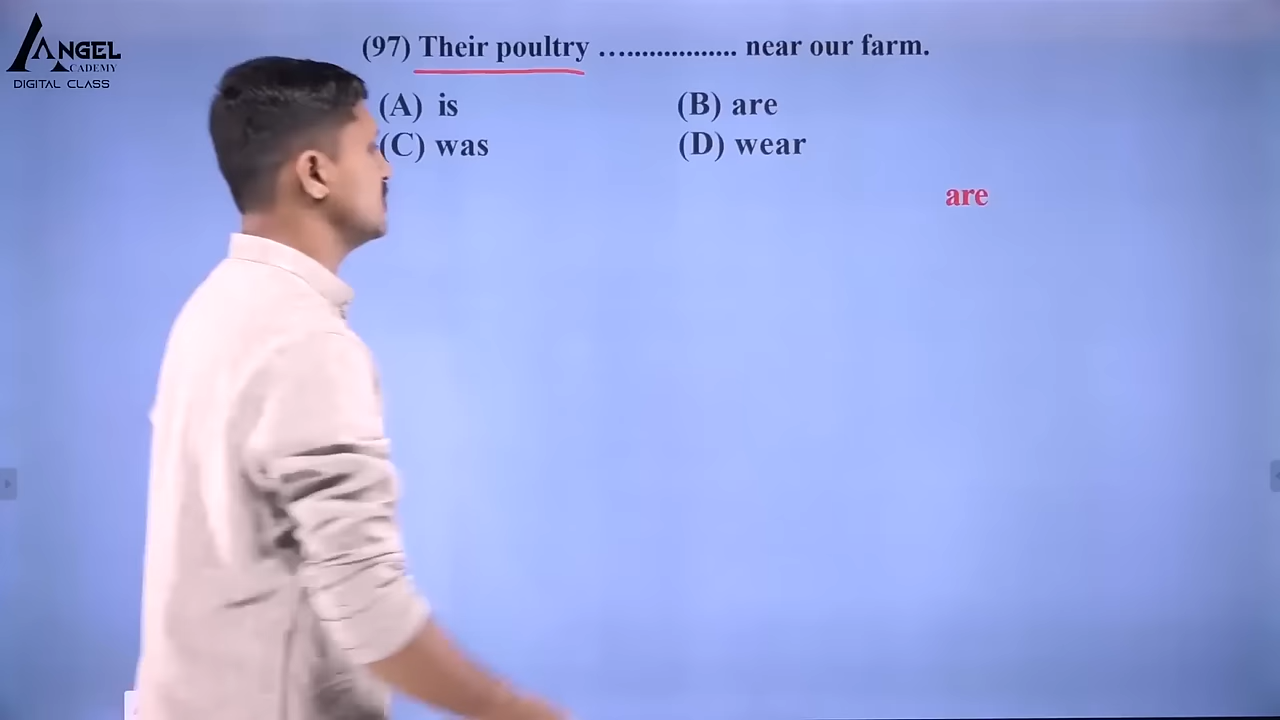 ANGEL
ACADEMY
DIGITAL CLASS
(97) Their poultry …............... near our farm.
(A) is
(B) are
(C) was
(D) wear
are